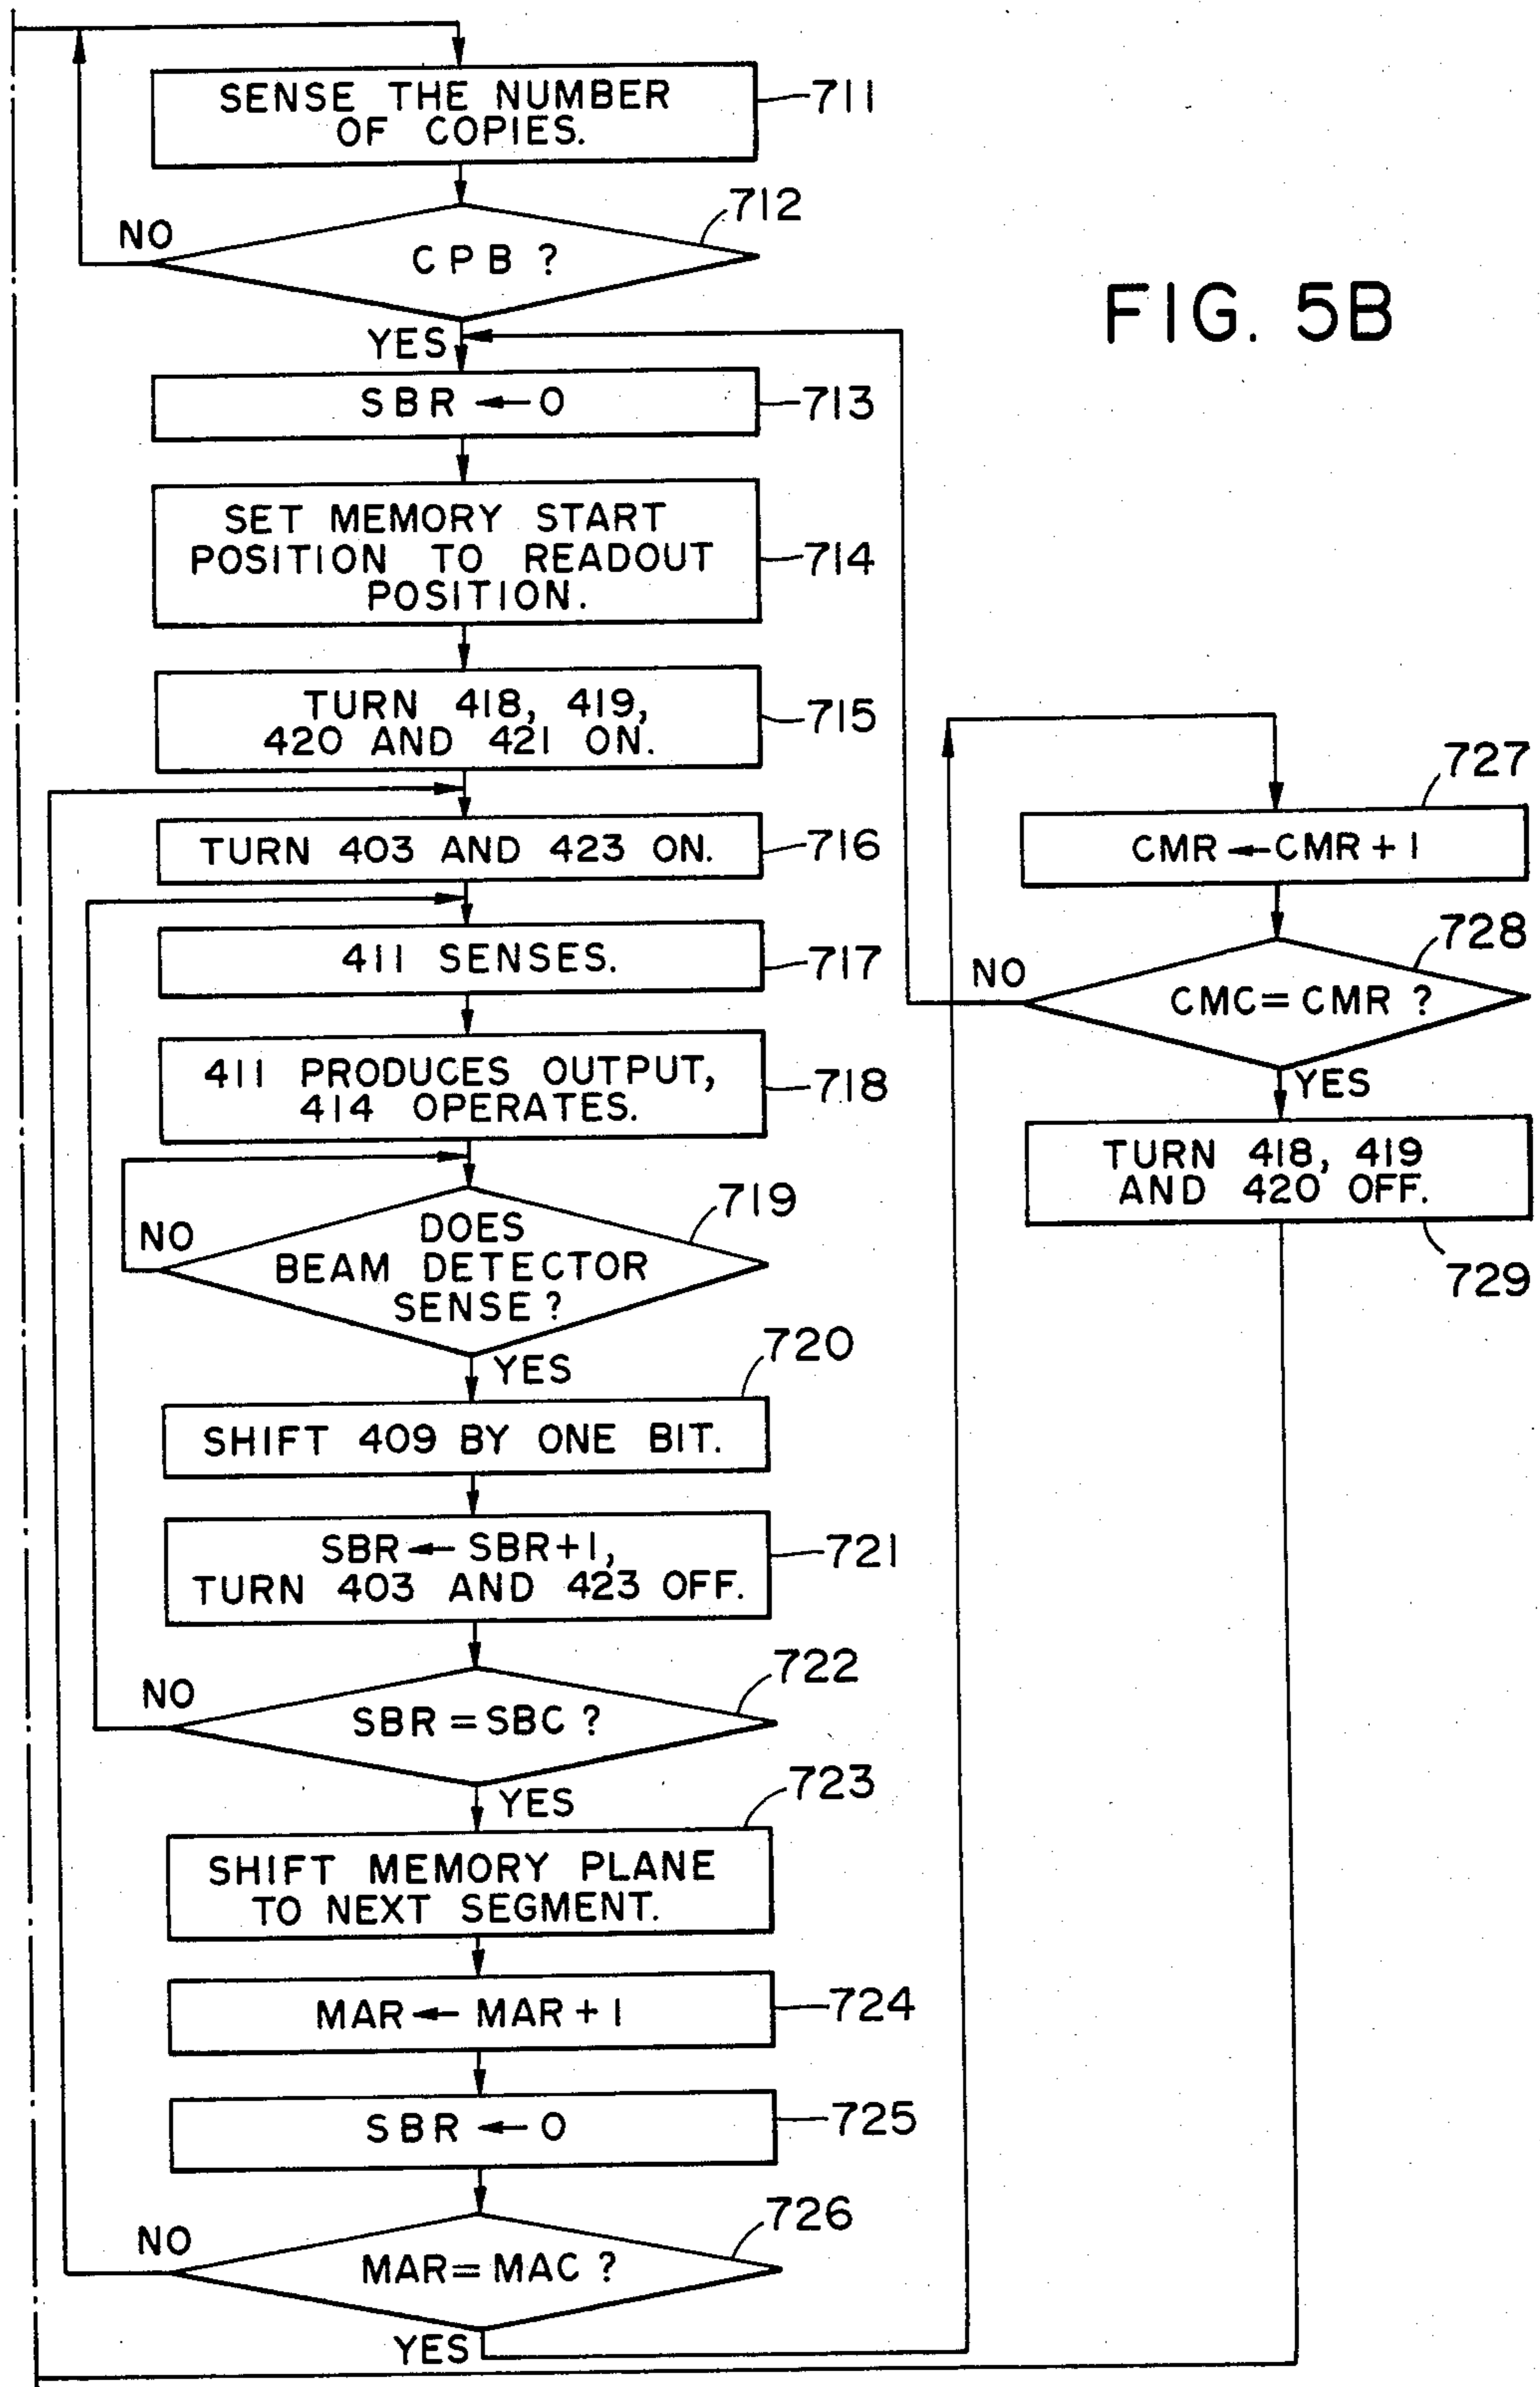 SENSE THE NUMBER
OF COPIES.
711
712
NO
CPB ?
YES
FIG. 5B
SBR ← 0
713
SET MEMORY START
POSITION TO READOUT
POSITION.
714
TURN 418, 419,
420 AND 421 ON.
715
TURN 403 AND 423 ON.
716
411 SENSES.
717
411 PRODUCES OUTPUT,
414 OPERATES.
718
719
NO
DOES
BEAM DETECTOR
SENSE ?
YES
720
SHIFT 409 BY ONE BIT.
SBR ← SBR+1,
TURN 403 AND 423 OFF.
721
722
NO
SBR = SBC ?
YES
723
SHIFT MEMORY PLANE
TO NEXT SEGMENT.
MAR ← MAR + 1
724
SBR ← 0
725
726
NO
MAR = MAC ?
YES
727
CMR ← CMR + 1
728
NO
CMC = CMR ?
YES
TURN 418, 419
AND 420 OFF.
729